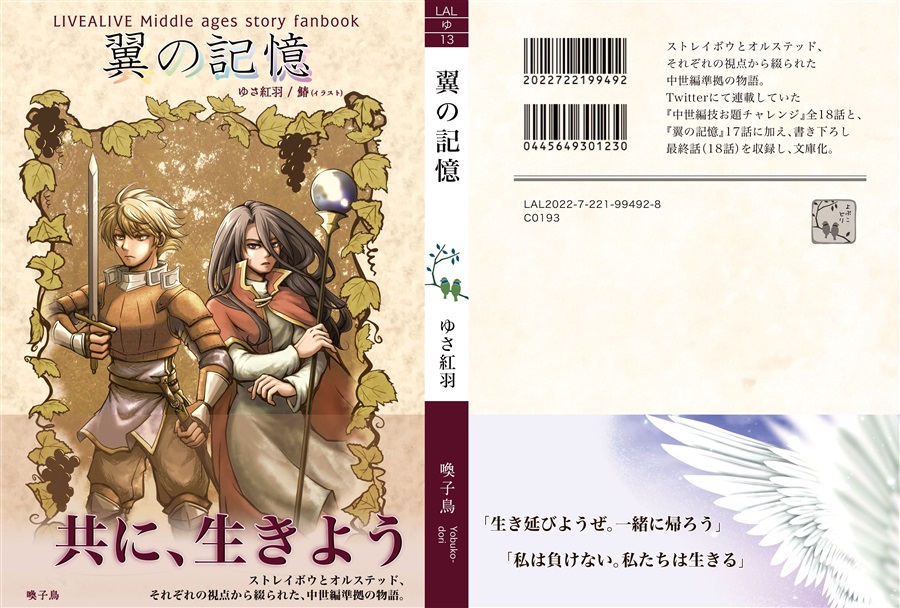 LIVEALIVE Middle ages story fanbook
翼の記憶
ゆさ紅羽 / 鰆(イラスト)
共に、生きよう
ストレイボウとオルステッド、
それぞれの視点から綴られた、中世編準拠の物語。
喚子鳥
LAL
ゆ
13
翼の記憶
ゆさ紅羽
喚子鳥
Yobuko-
dori
2022722199492
0445649301230
ストレイボウとオルステッド、
それぞれの視点から綴られた
中世編準拠の物語。
Twitterにて連載していた
『中世編技お題チャレンジ』全18話と、
『翼の記憶』17話に加え、書き下ろし
最終話(18話)を収録し、文庫化。
LAL2022-7-221-99492-8
C0193
よぶこ
どり
「生き延びようぜ。一緒に帰ろう」
「私は負けない。私たちは生きる」